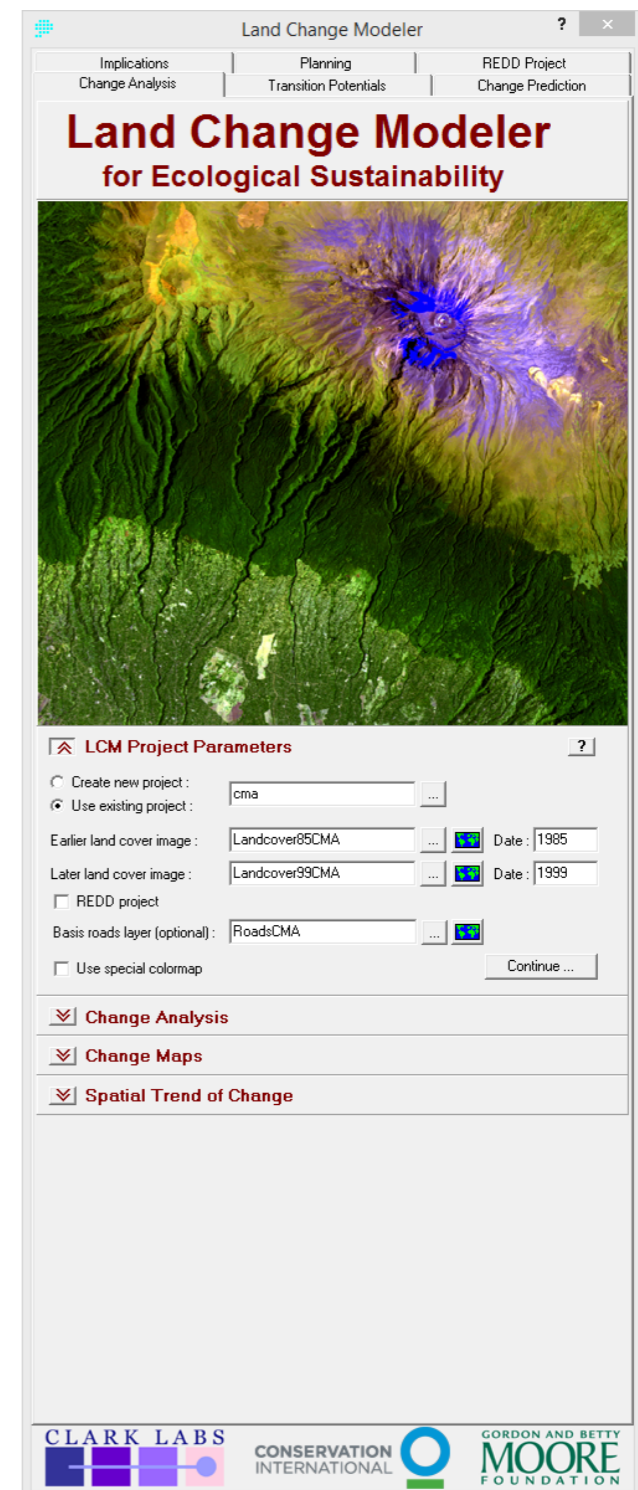 Land Change Modeler ? ×
Implications Planning REDD Project
Change Analysis Transition Potentials Change Prediction
Land Change Modeler
for Ecological Sustainability
LCM Project Parameters ?
Create new project :
Use existing project : cma ...
Earlier land cover image : Landcover85CMA ... Date : 1985
Later land cover image : Landcover99CMA ... Date : 1999
REDD project
Basis roads layer (optional) : RoadsCMA ...
Use special colormap Continue ...
Change Analysis
Change Maps
Spatial Trend of Change
CLARK LABS
CONSERVATION
INTERNATIONAL
GORDON AND BETTY
MOORE
FOUNDATION